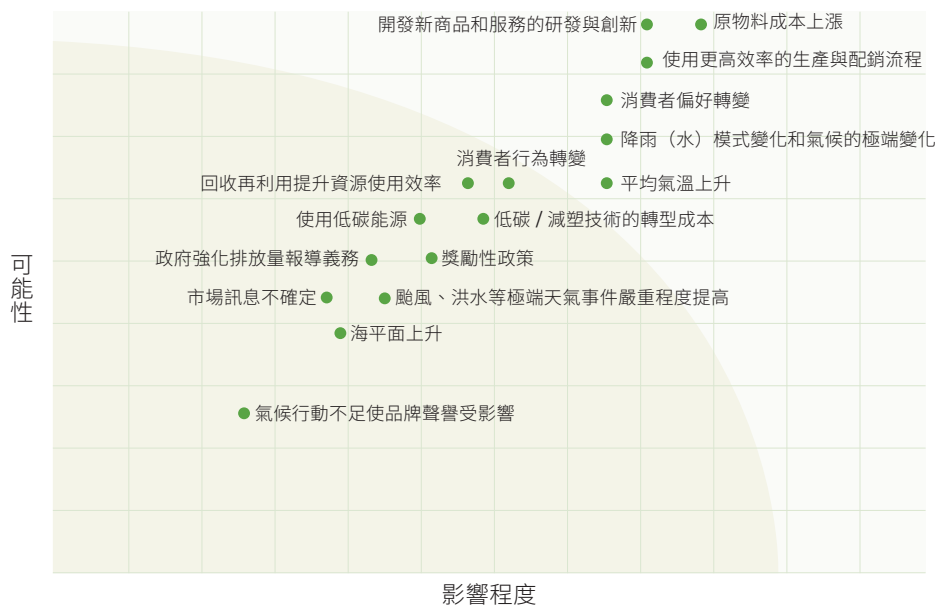 開發新商品和服務的研發與創新
原物料成本上漲
使用更高效率的生產與配銷流程
消費者偏好轉變
降雨（水）模式變化和氣候的極端變化
消費者行為轉變
回收再利用提升資源使用效率
平均氣溫上升
使用低碳能源
低碳 / 減塑技術的轉型成本
政府強化排放量報導義務
獎勵性政策
市場訊息不確定
颱風、洪水等極端天氣事件嚴重程度提高
海平面上升
氣候行動不足使品牌聲譽受影響
可能性
影響程度